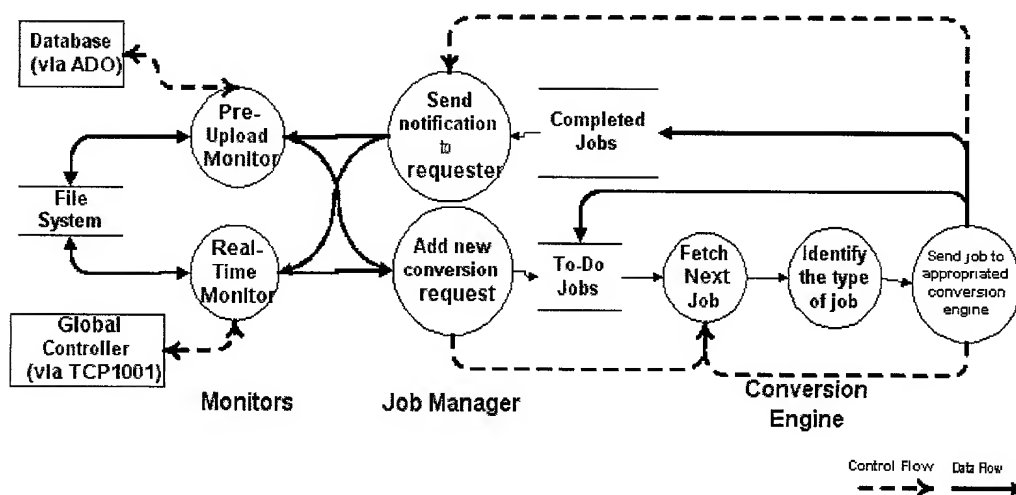 Database
(via ADO)
Pre-
Upload
Monitor
File
System
Real-
Time
Monitor
Global
Controller
(via TCP1001)
Send
notification
to
requester
Completed
Jobs
Add new
conversion
request
To-Do
Jobs
Fetch
Next
Job
Identify
the type
of job
Send job to
appropriated
conversion
engine
Monitors
Job Manager
Conversion
Engine
Control Flow
Data Flow